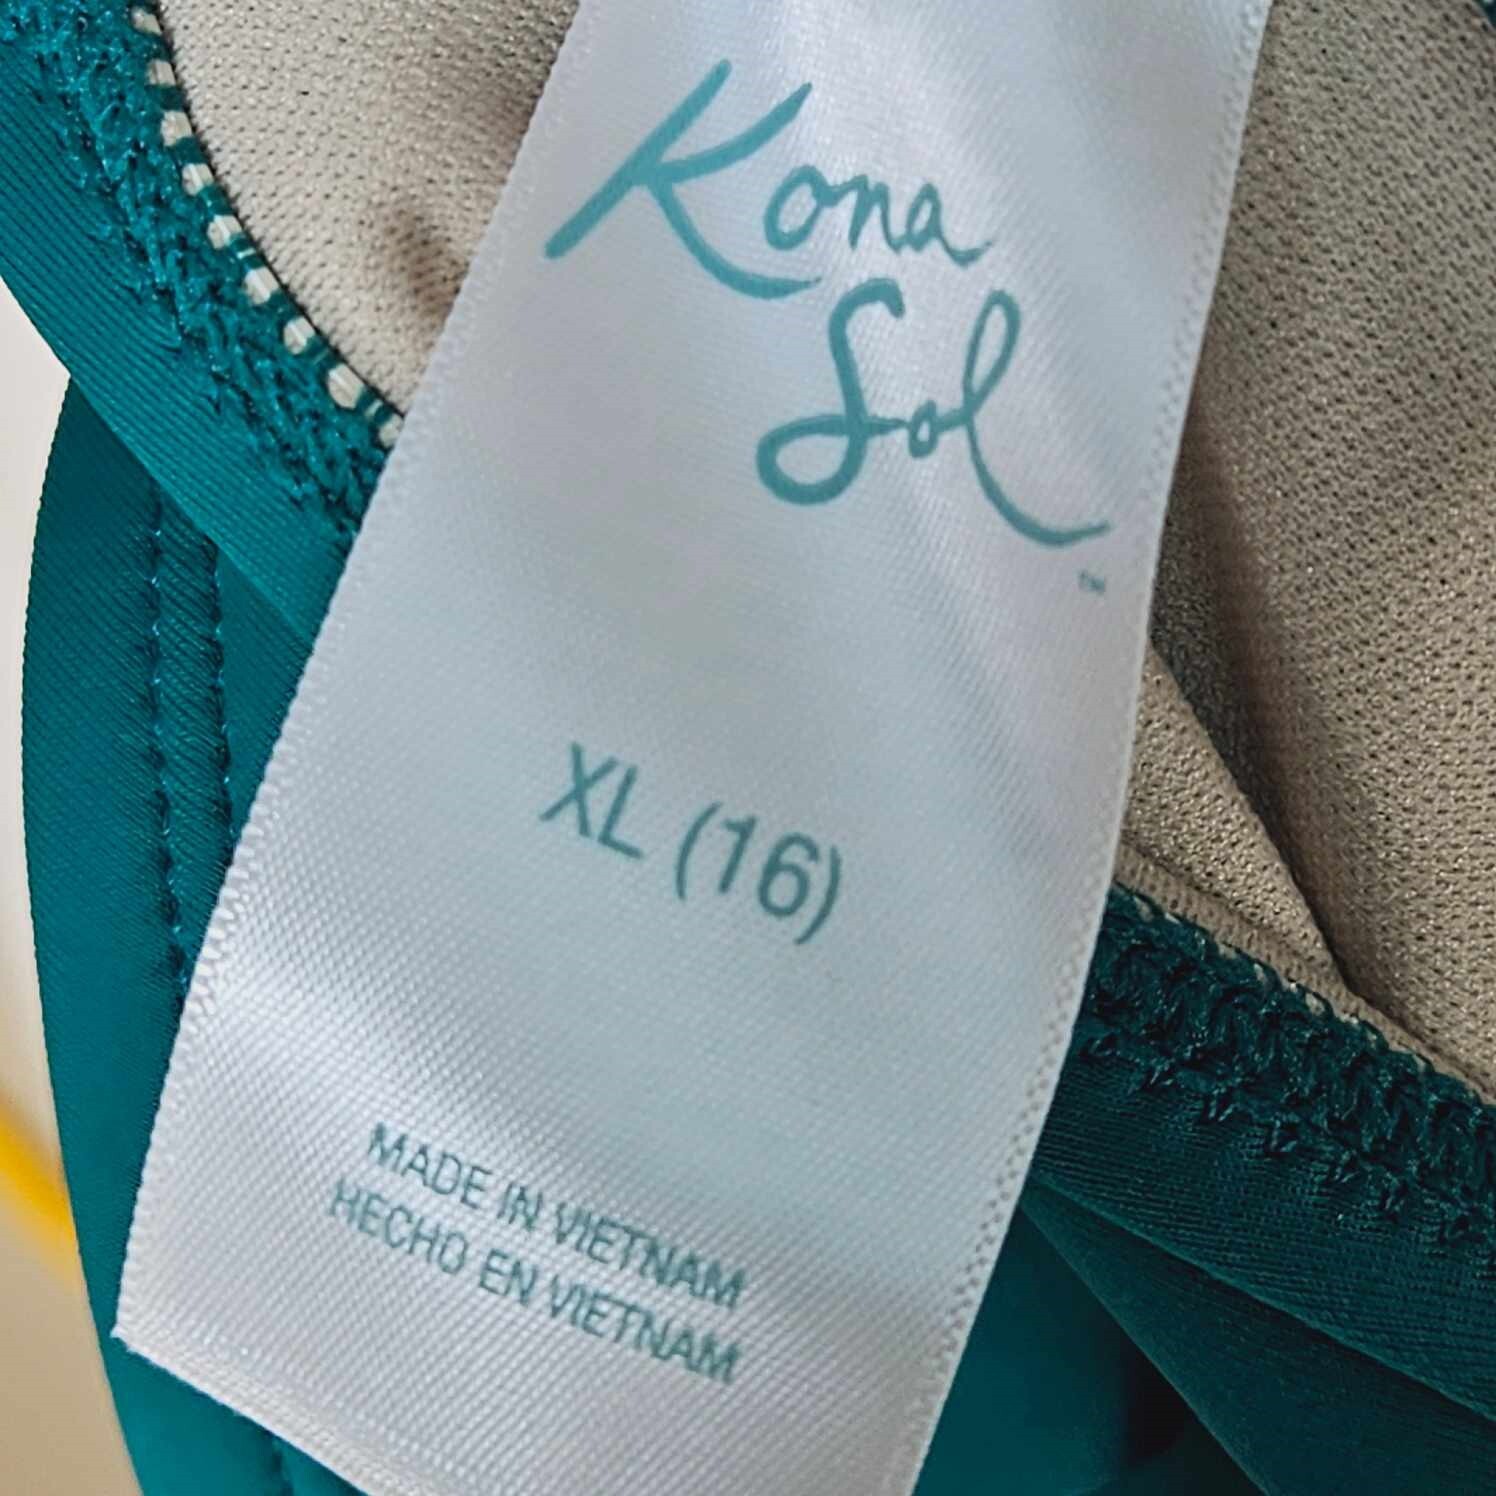 Kona
Sol
TM
XL (16)
MADE IN VIETNAM
HECHO EN VIETNAM